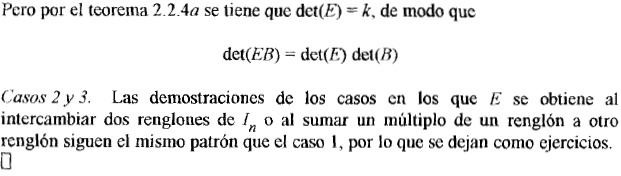 Pero por el teorema 2.2.4a se tiene que det(E) = k, de modo que
det(EB) = det(E) det(B)
Casos 2 y 3. Las demostraciones de los casos en los que E se obtiene al
intercambiar dos renglones de Iₙ o al sumar un múltiplo de un renglón a otro
renglón siguen el mismo patrón que el caso 1, por lo que se dejan como ejercicios.
□